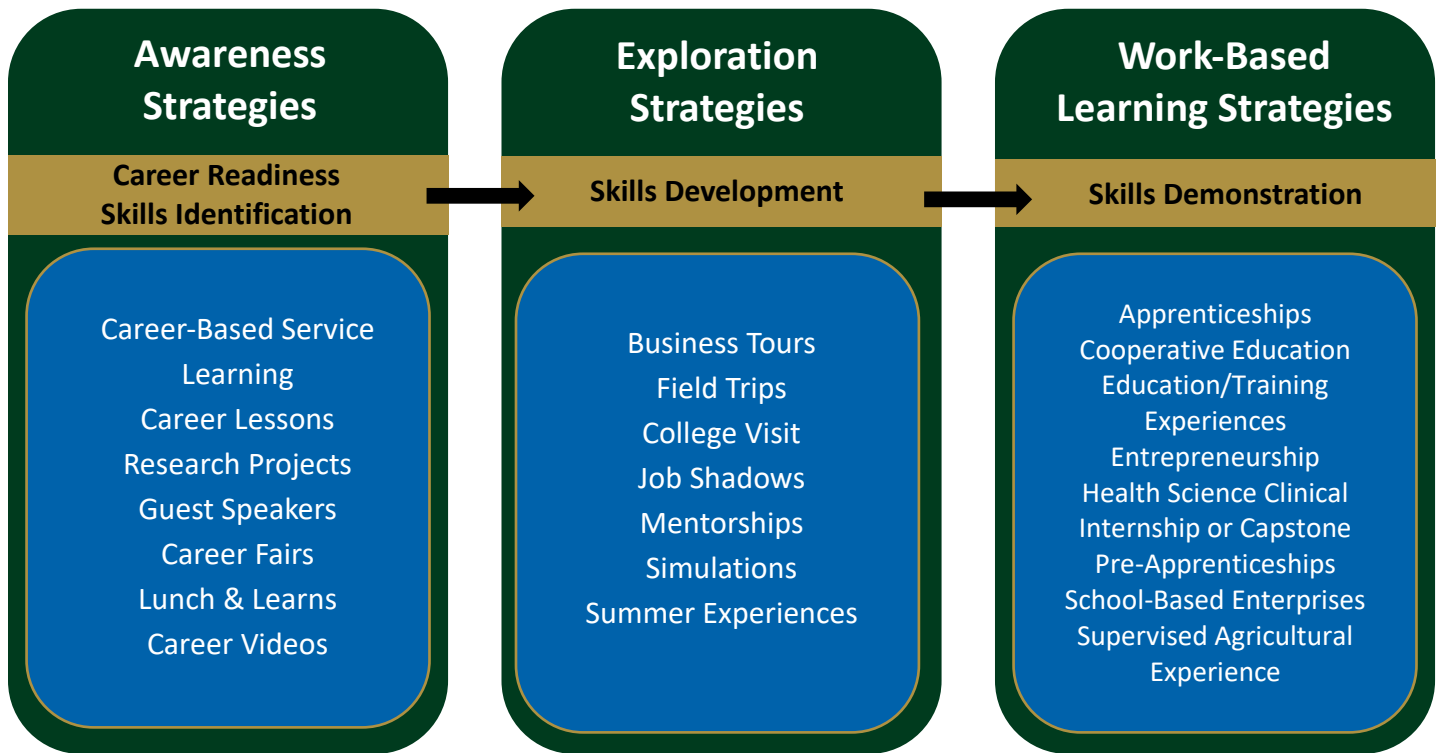 Awareness
Strategies
Career Readiness
Skills Identification
Career-Based Service
Learning
Career Lessons
Research Projects
Guest Speakers
Career Fairs
Lunch & Learns
Career Videos
Exploration
Strategies
Skills Development
Business Tours
Field Trips
College Visit
Job Shadows
Mentorships
Simulations
Summer Experiences
Work-Based
Learning Strategies
Skills Demonstration
Apprenticeships
Cooperative Education
Education/Training
Experiences
Entrepreneurship
Health Science Clinical
Internship or Capstone
Pre-Apprenticeships
School-Based Enterprises
Supervised Agricultural
Experience